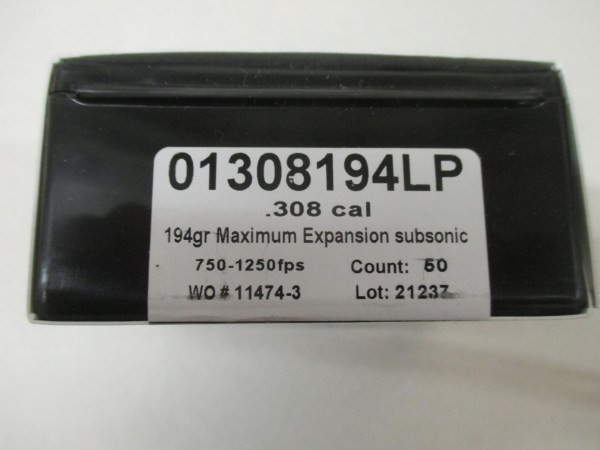 01308194LP
.308 cal
194gr Maximum Expansion subsonic
750-1250fps Count: 50
WO # 11474-3 Lot: 21237